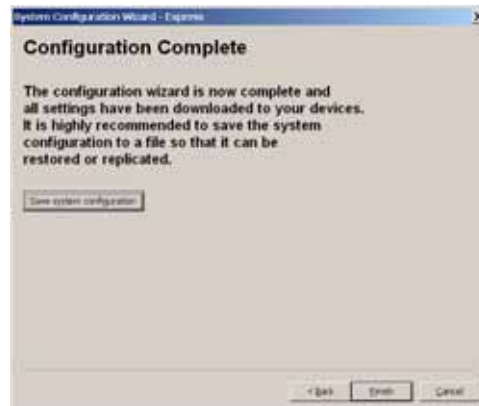 System Configuration Wizard - Express
Configuration Complete
The configuration wizard is now complete and
all settings have been downloaded to your devices.
It is highly recommended to save the system
configuration to a file so that it can be
restored or replicated.
Save system configuration
< Back Finish Cancel